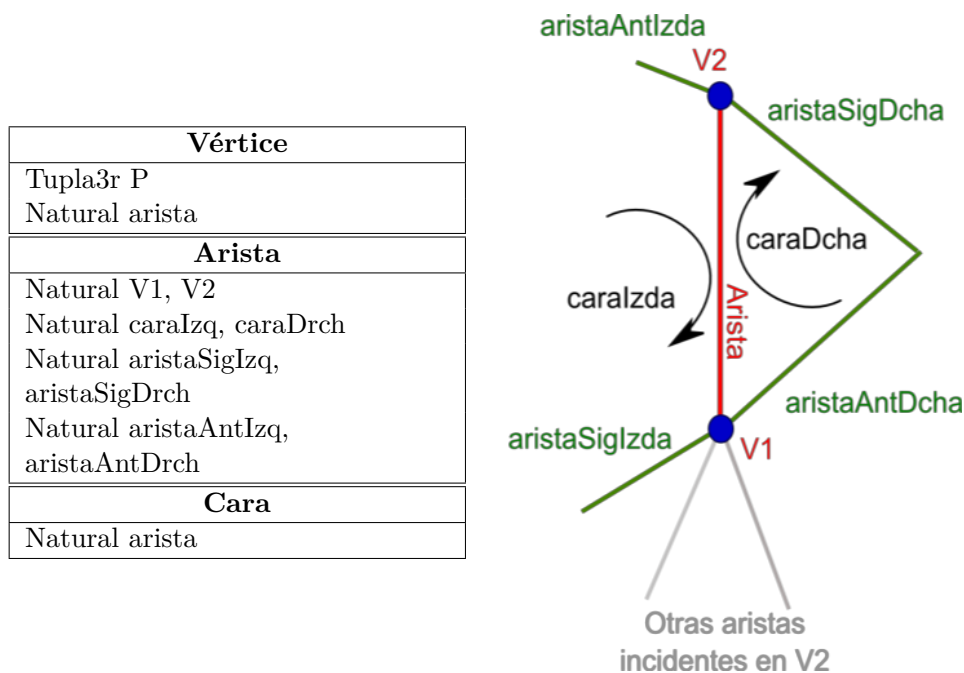 Vértice
Tupla3r P
Natural arista
Arista
Natural V1, V2
Natural caraIzq, caraDrch
Natural aristaSigIzq,
aristaSigDrch
Natural aristaAntIzq,
aristaAntDrch
Cara
Natural arista
aristaAntIzda
V2
aristaSigDcha
caraDcha
caraIzda
Arista
aristaAntDcha
aristaSigIzda
V1
Otras aristas
incidentes en V2